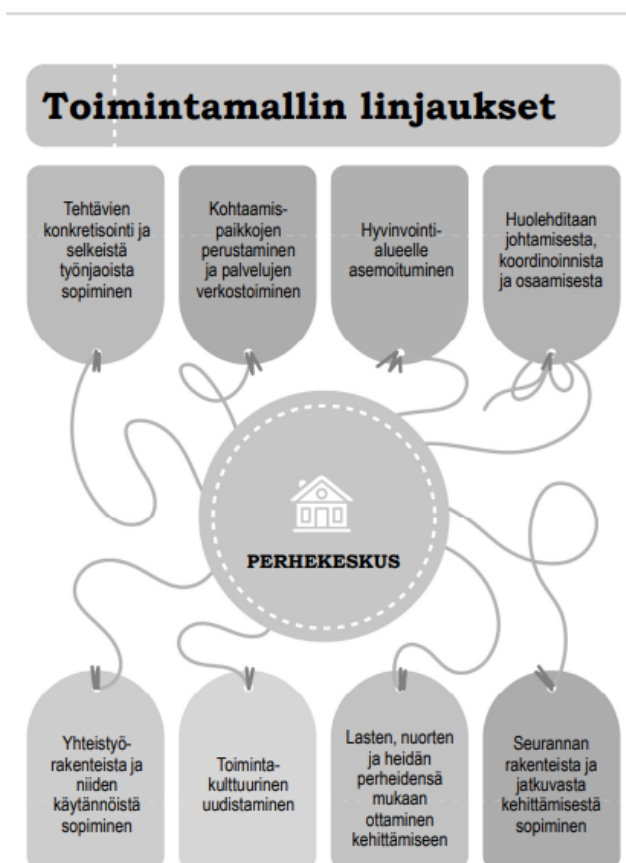 Toimintamallin linjaukset
Tehtävien
konkretisointi ja
selkeistä
työnjaoista
sopiminen
Kohtaamis-
paikkojen
perustaminen
ja palvelujen
verkostoiminen
Hyvinvointi-
alueelle
asemoituminen
Huolehditaan
johtamisesta,
koordinoinnista
ja osaamisesta
PERHEKESKUS
Yhteistyö-
rakenteista ja
niiden
käytännöistä
sopiminen
Toiminta-
kulttuurinen
uudistaminen
Lasten, nuorten
ja heidän
perheidensä
mukaan
ottaminen
kehittämiseen
Seurannan
rakenteista ja
jatkuvasta
kehittämisestä
sopiminen